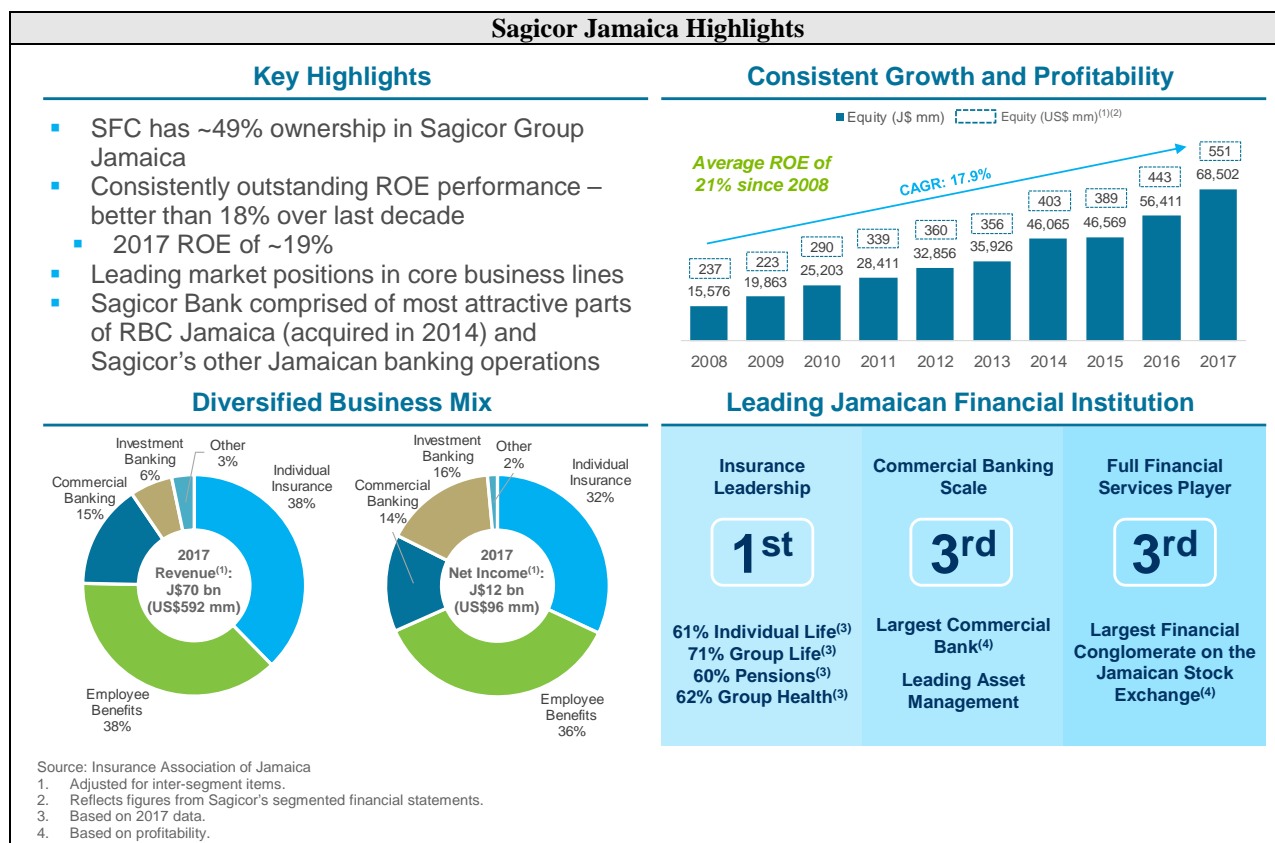 Sagicor Jamaica Highlights
Key Highlights
▪ SFC has ~49% ownership in Sagicor Group
Jamaica
▪ Consistently outstanding ROE performance –
better than 18% over last decade
▪ 2017 ROE of ~19%
▪ Leading market positions in core business lines
▪ Sagicor Bank comprised of most attractive parts
of RBC Jamaica (acquired in 2014) and
Sagicor's other Jamaican banking operations
Consistent Growth and Profitability
Equity (J$ mm) Equity (US$ mm)(1)(2)
Average ROE of
21% since 2008
CAGR: 17.9%
237 223 290 339 360 356 403 389 443 551
15,576 19,863 25,203 28,411 32,856 35,926 46,065 46,569 56,411 68,502
2008 2009 2010 2011 2012 2013 2014 2015 2016 2017
Diversified Business Mix
Investment
Banking
6%
Other
3%
Individual
Insurance
38%
Commercial
Banking
15%
2017
Revenue(1):
J$70 bn
(US$592 mm)
Employee
Benefits
38%
Investment
Banking
16%
Other
2%
Individual
Insurance
32%
Commercial
Banking
14%
2017
Net Income(1):
J$12 bn
(US$96 mm)
Employee
Benefits
36%
Leading Jamaican Financial Institution
Insurance
Leadership
1st
61% Individual Life(3)
71% Group Life(3)
60% Pensions(3)
62% Group Health(3)
Commercial Banking
Scale
3rd
Largest Commercial
Bank(4)
Leading Asset
Management
Full Financial
Services Player
3rd
Largest Financial
Conglomerate on the
Jamaican Stock
Exchange(4)
Source: Insurance Association of Jamaica
1. Adjusted for inter-segment items.
2. Reflects figures from Sagicor's segmented financial statements.
3. Based on 2017 data.
4. Based on profitability.